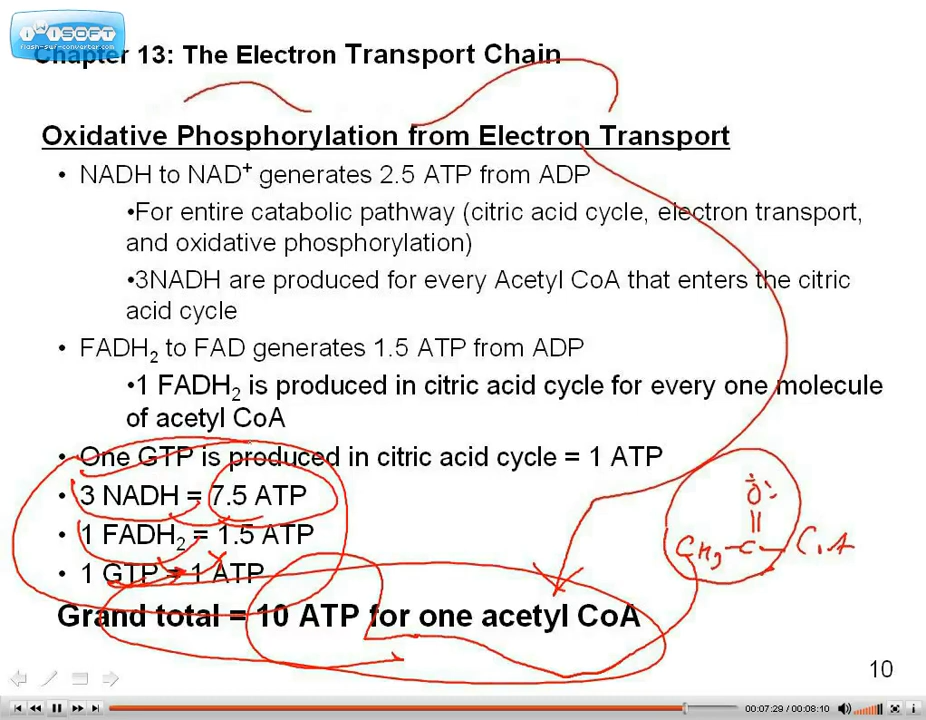 iWiSOFT
flash-swf-converter.com
Chapter 13: The Electron Transport Chain
Oxidative Phosphorylation from Electron Transport
• NADH to NAD⁺ generates 2.5 ATP from ADP
•For entire catabolic pathway (citric acid cycle, electron transport,
and oxidative phosphorylation)
•3NADH are produced for every Acetyl CoA that enters the citric
acid cycle
• FADH₂ to FAD generates 1.5 ATP from ADP
•1 FADH₂ is produced in citric acid cycle for every one molecule
of acetyl CoA
• One GTP is produced in citric acid cycle = 1 ATP
• 3 NADH = 7.5 ATP
• 1 FADH₂ = 1.5 ATP
• 1 GTP = 1 ATP
Grand total = 10 ATP for one acetyl CoA
:O:
||
CH₃-C-CoA
10
00:07:29 / 00:08:10